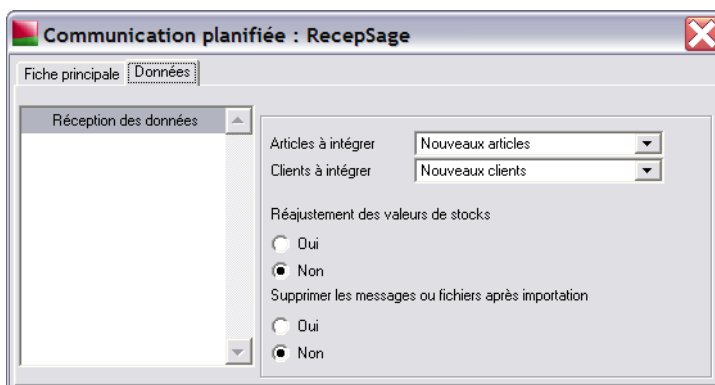 Communication planifiée : RecepSage
Fiche principale Données
Réception des données
Articles à intégrer Nouveaux articles
Clients à intégrer Nouveaux clients
Réajustement des valeurs de stocks
Oui
Non
Supprimer les messages ou fichiers après importation
Oui
Non